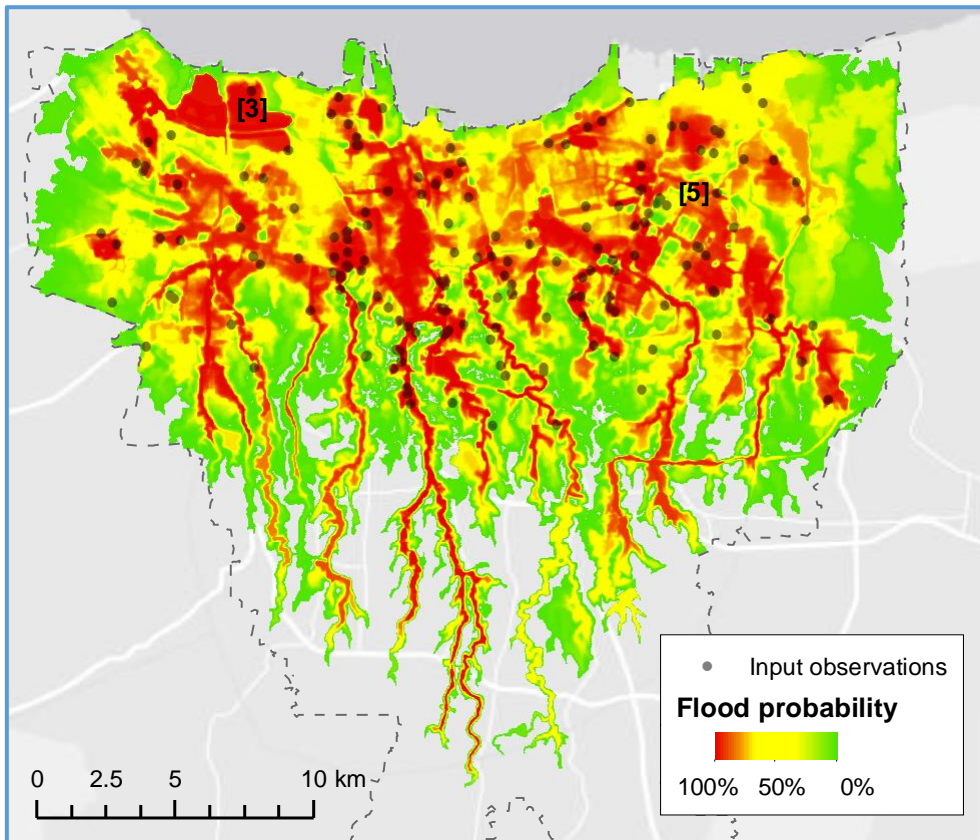 [3]
[5]
Input observations
Flood probability
100% 50% 0%
0 2.5 5 10 km